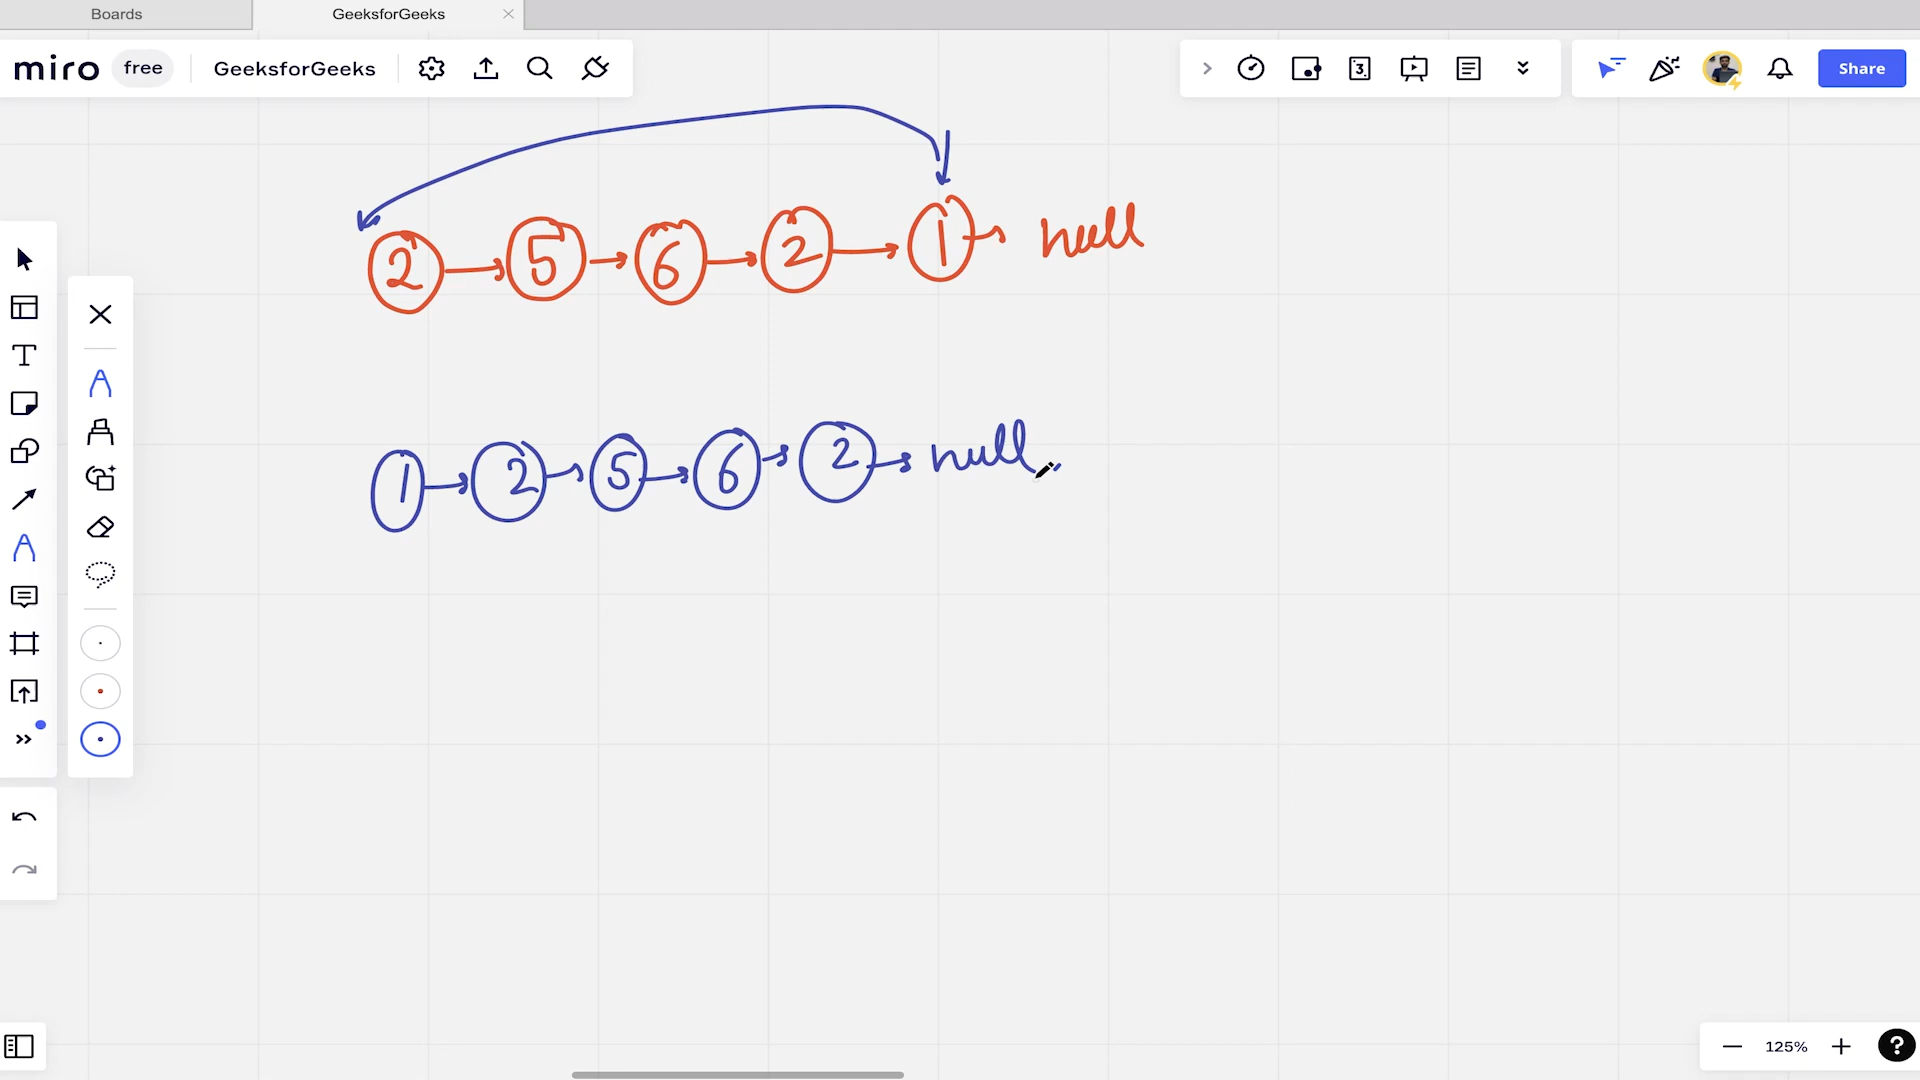 Boards GeeksforGeeks
miro free GeeksforGeeks 3 Share
2 → 5 → 6 → 2 → 1 → null
1 → 2 → 5 → 6 → 2 → null
125% ?